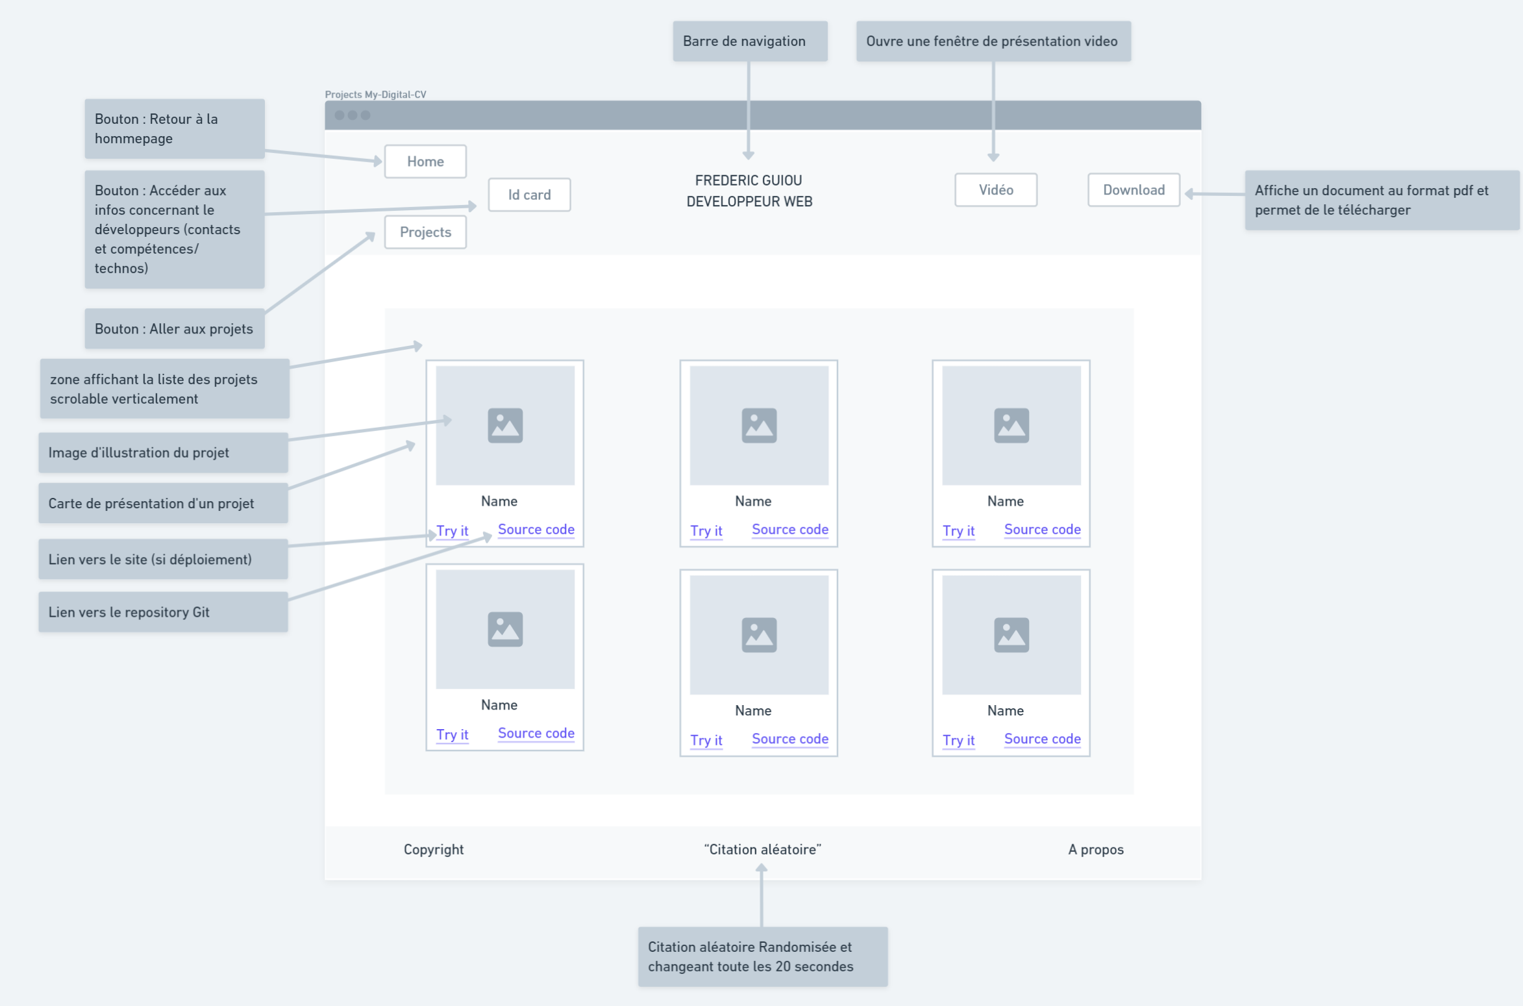 Barre de navigation
Ouvre une fenêtre de présentation video
Projects My-Digital-CV
Bouton : Retour à la
hommepage
Bouton : Accéder aux
infos concernant le
développeurs (contacts
et compétences/
technos)
Bouton : Aller aux projets
zone affichant la liste des projets
scrolable verticalement
Image d'illustration du projet
Carte de présentation d'un projet
Lien vers le site (si déploiement)
Lien vers le repository Git
Home
Id card
Projects
FREDERIC GUIOU
DEVELOPPEUR WEB
Vidéo
Download
Affiche un document au format pdf et
permet de le télécharger
Name
Try it
Source code
Name
Try it
Source code
Name
Try it
Source code
Name
Try it
Source code
Name
Try it
Source code
Name
Try it
Source code
Copyright
“Citation aléatoire”
A propos
Citation aléatoire Randomisée et
changeant toute les 20 secondes